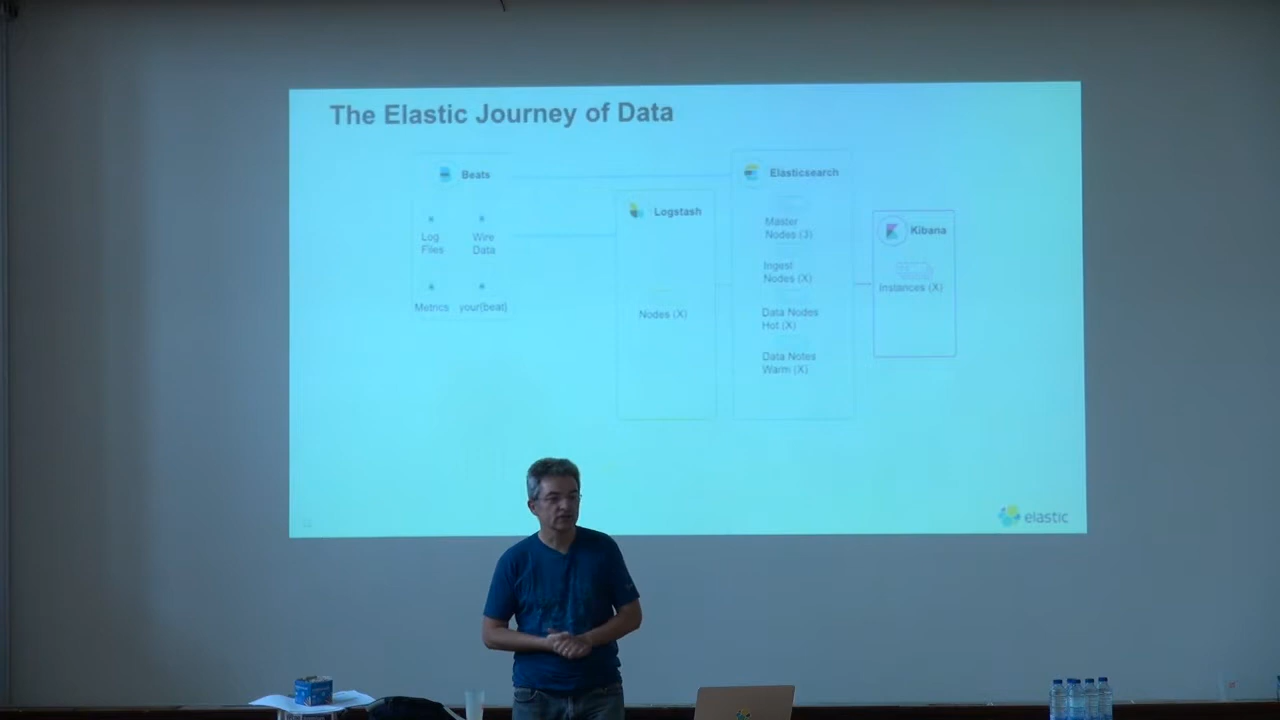 The Elastic Journey of Data
Beats
Log
Files
Wire
Data
Metrics
your{beat}
Logstash
Nodes (X)
Elasticsearch
Master
Nodes (3)
Ingest
Nodes (X)
Data Nodes
Hot (X)
Data Notes
Warm (X)
Kibana
Instances (X)
elastic